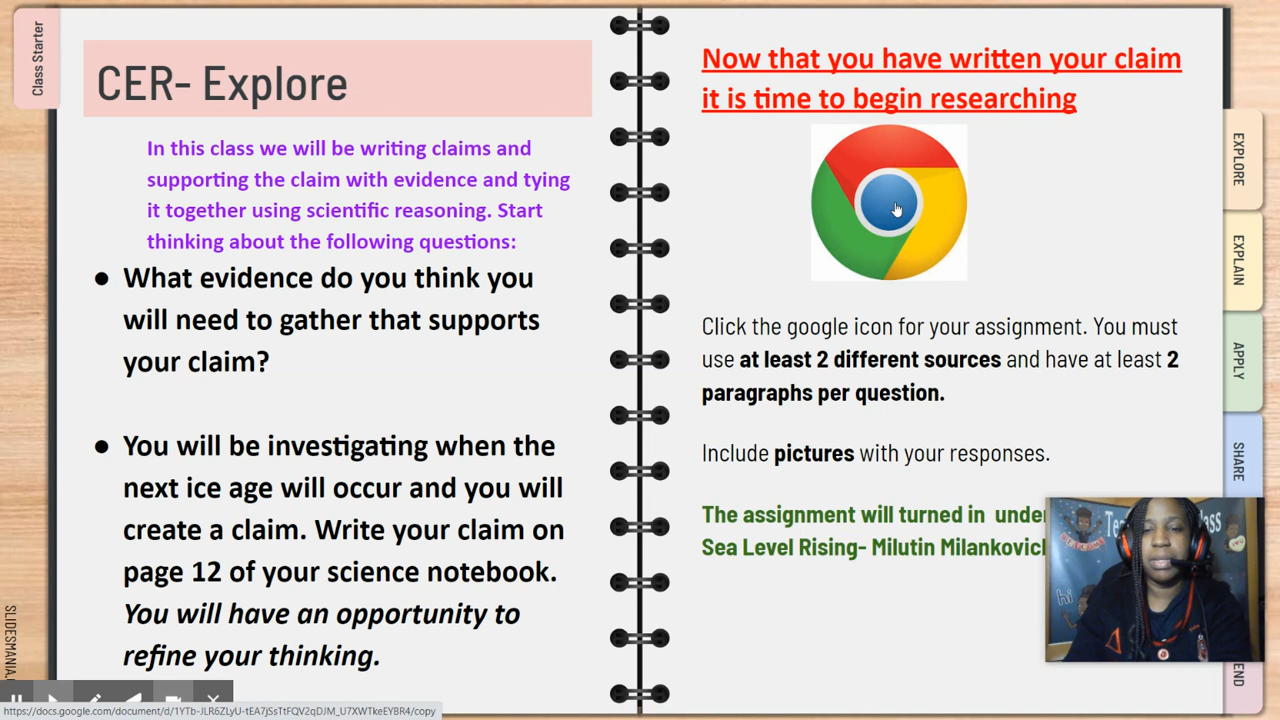 Class Starter
CER- Explore
In this class we will be writing claims and
supporting the claim with evidence and tying
it together using scientific reasoning. Start
thinking about the following questions:
● What evidence do you think you
will need to gather that supports
your claim?
● You will be investigating when the
next ice age will occur and you will
create a claim. Write your claim on
page 12 of your science notebook.
You will have an opportunity to
refine your thinking.
SLIDESMANIA.
Now that you have written your claim
it is time to begin researching
Click the google icon for your assignment. You must
use at least 2 different sources and have at least 2
paragraphs per question.
Include pictures with your responses.
The assignment will turned in under
Sea Level Rising- Milutin Milankovich
EXPLORE
EXPLAIN
APPLY
SHARE
END
hi
https://docs.google.com/document/d/1YTb-JLR6ZLyU-tEA7jSsTtFQV2qDJM_U7XWTkeEYBR4/copy